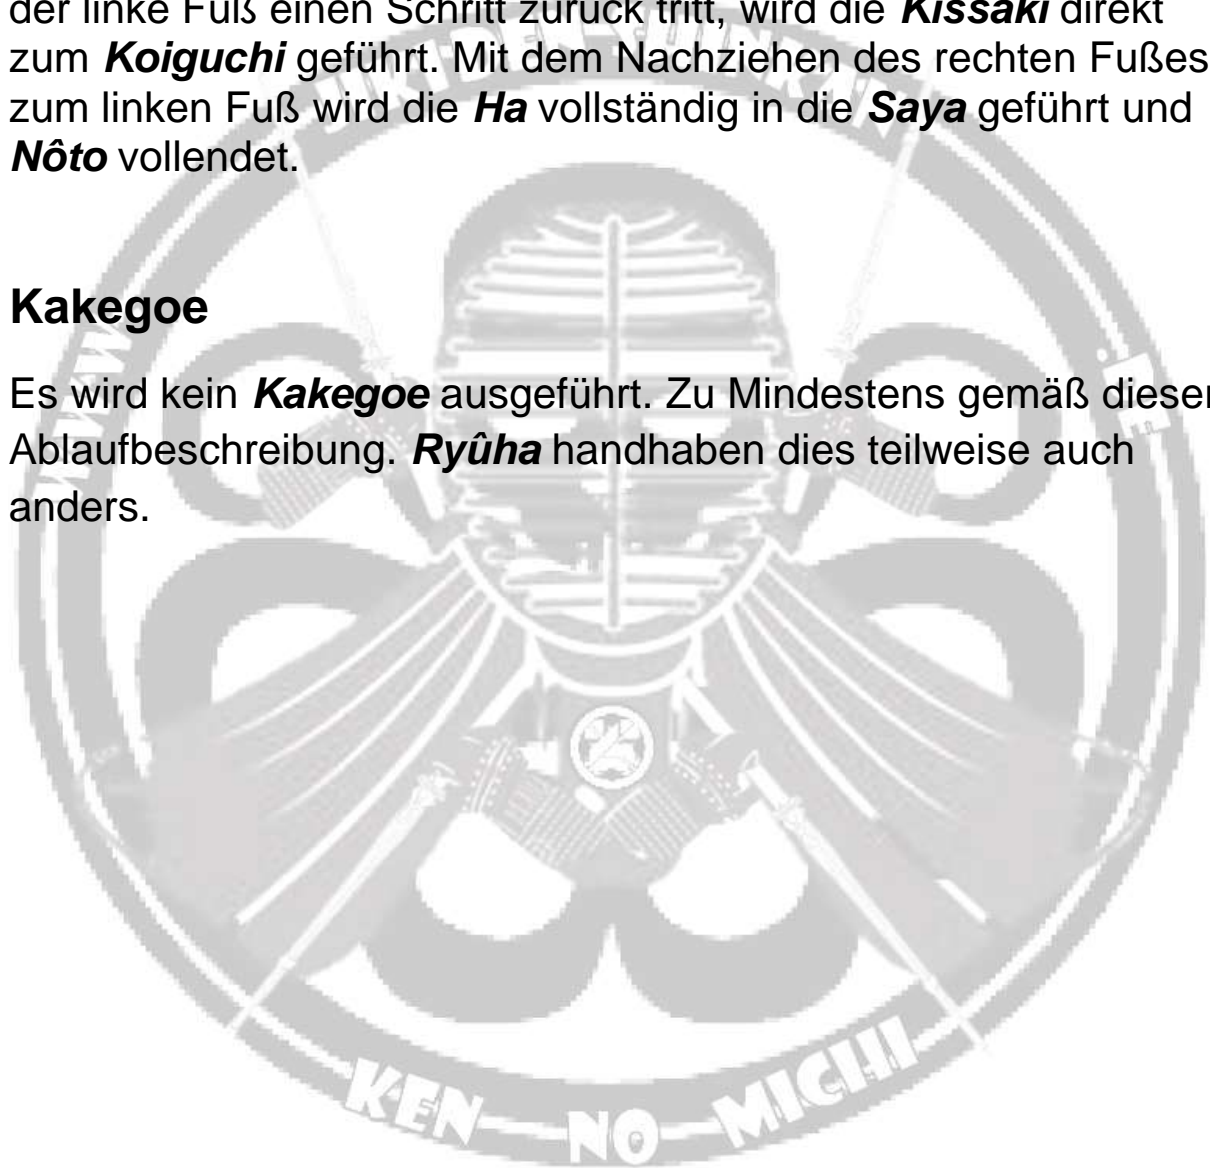 der linke Fuß einen Schritt zurück tritt, wird die Kissaki direkt
zum Koiguchi geführt. Mit dem Nachziehen des rechten Fußes
zum linken Fuß wird die Ha vollständig in die Saya geführt und
Nôto vollendet.
Kakegoe
Es wird kein Kakegoe ausgeführt. Zu Mindestens gemäß dieser
Ablaufbeschreibung. Ryûha handhaben dies teilweise auch
anders.
WWW
.DE
KEN NO MICHI